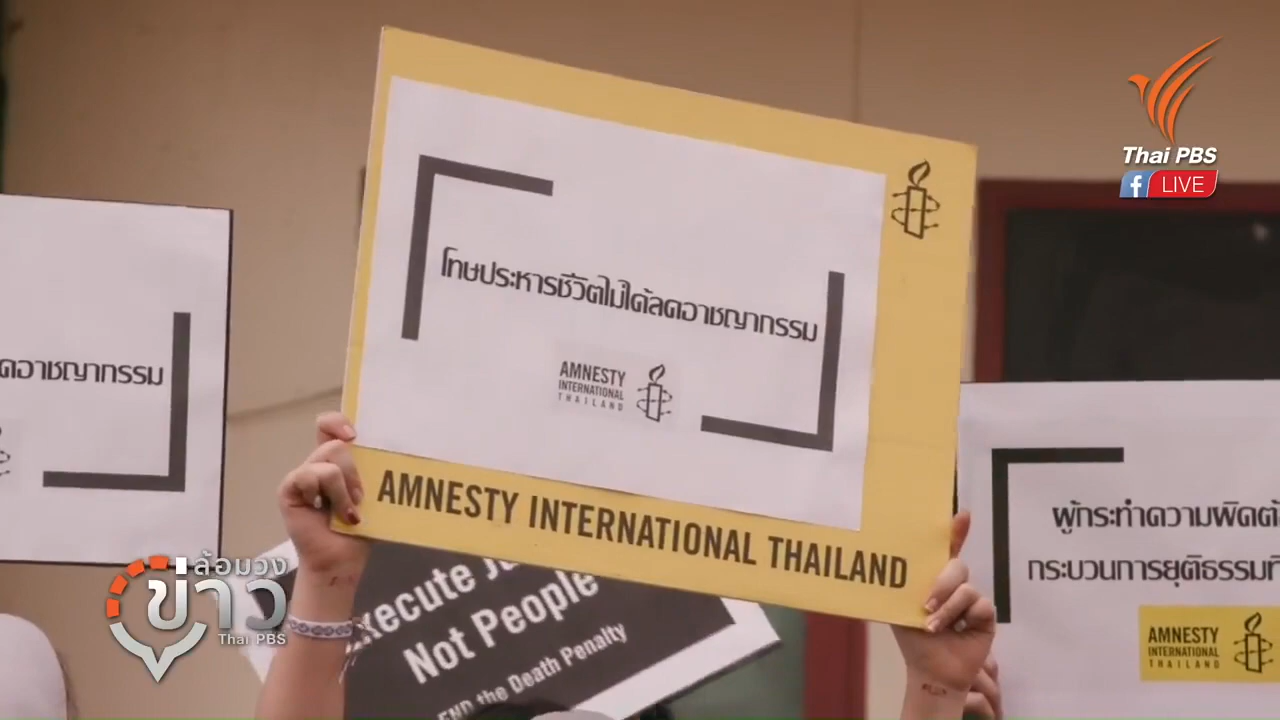 Thai PBS
f LIVE
โทษประหารชีวิตไม่ได้ลดอาชญากรรม
AMNESTY
INTERNATIONAL
THAILAND
AMNESTY INTERNATIONAL THAILAND
อาชญากรรม
ผู้กระทำความผิด
กระบวนการยุติธรรม
AMNESTY
INTERNATIONAL
THAILAND
Not People
END the Death Penalty
ล้อมวง
ข่าว
Thai PBS